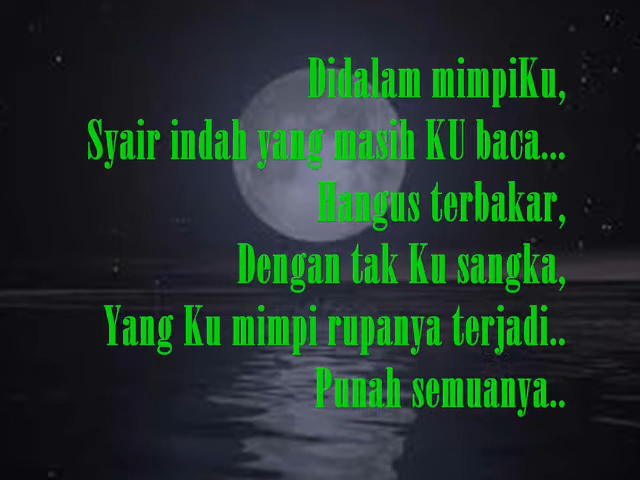 Didalam mimpiKu,
Syair indah yang masih KU baca...
Hangus terbakar,
Dengan tak Ku sangka,
Yang Ku mimpi rupanya terjadi..
Punah semuanya..